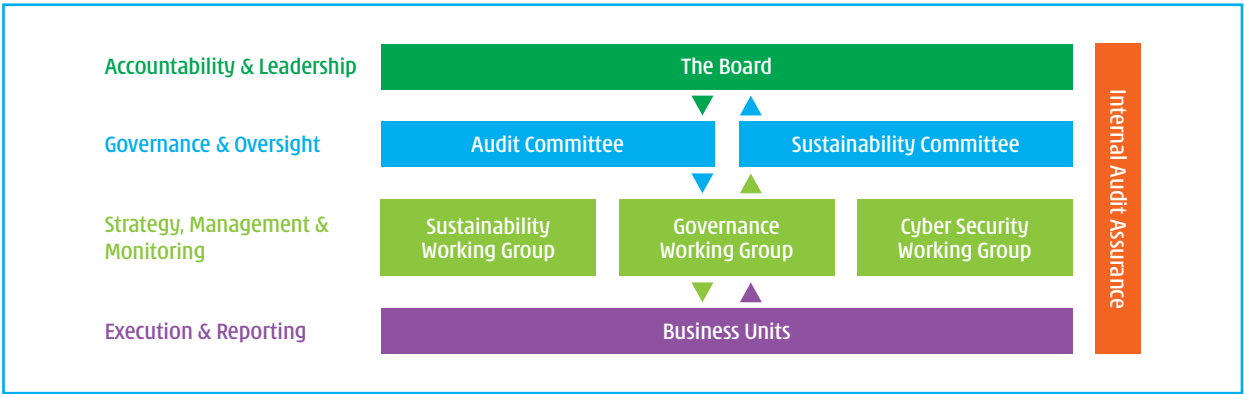 Accountability & Leadership
The Board
Governance & Oversight
Audit Committee
Sustainability Committee
Strategy, Management &
Monitoring
Sustainability
Working Group
Governance
Working Group
Cyber Security
Working Group
Execution & Reporting
Business Units
Internal Audit Assurance